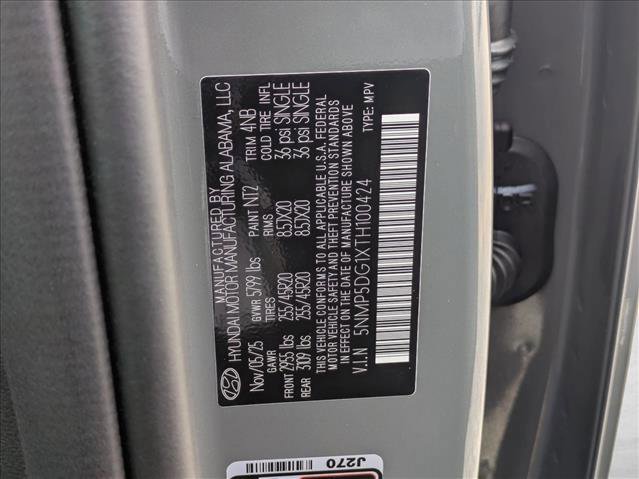 MANUFACTURED BY
HYUNDAI MOTOR MANUFACTURING ALABAMA, LLC
Nov/05/25 GVWR 5799 lbs PAINT NT2 TRIM 4NB
GAWR TIRES RIMS COLD TIRE INFL
FRONT 2955 lbs 255/45R20 8.5JX20 36 psi SINGLE
REAR 3109 lbs 255/45R20 8.5JX20 36 psi SINGLE
THIS VEHICLE CONFORMS TO ALL APPLICABLE U.S.A. FEDERAL
MOTOR VEHICLE SAFETY AND THEFT PREVENTION STANDARDS
IN EFFECT ON THE DATE OF MANUFACTURE SHOWN ABOVE
V.I.N 5NMP5DG1XTH100424 TYPE: MPV
J270